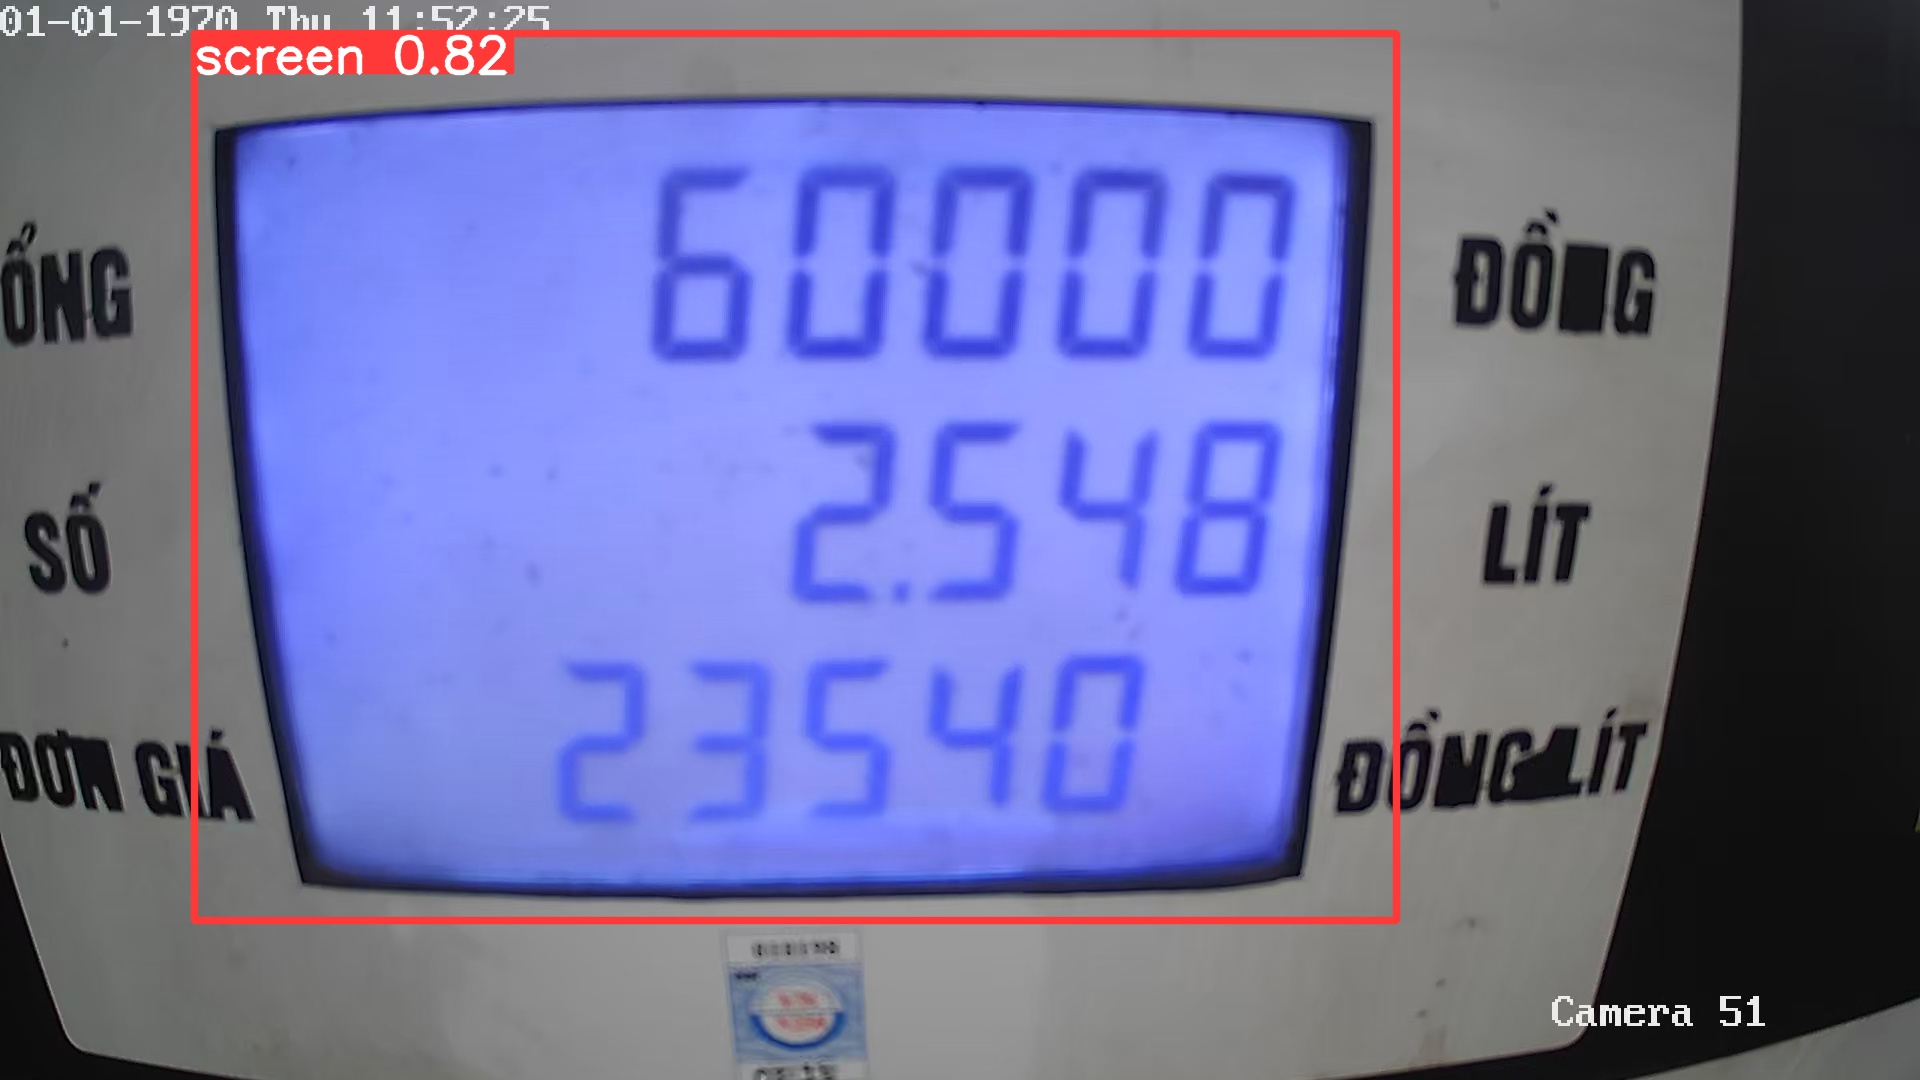 01-01-1970 Thu 11:52:25
screen 0.82
60000
ỔNG ĐỒNG
2.548
SỐ LÍT
23540
ĐƠN GIÁ ĐỒNG/LÍT
Camera 51